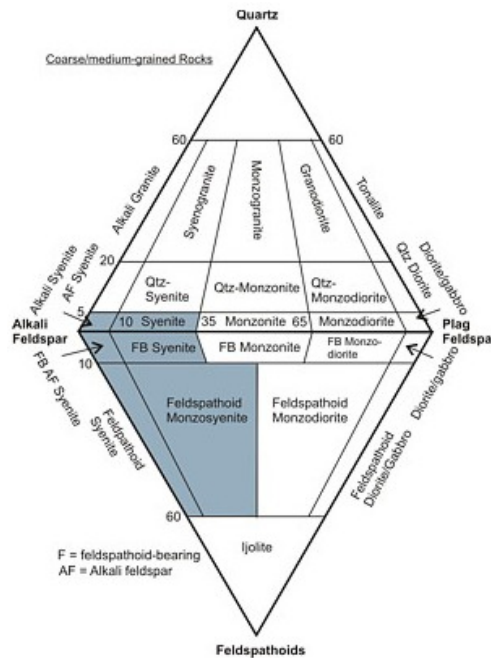 Quartz
Coarse/medium-grained Rocks
60
60
Alkali Granite
Syenogranite
Monzogranite
Granodiorite
Tonalite
20
Alkali Syenite
AF Syenite
Qtz-
Syenite
Qtz-Monzonite
Qtz-
Monzodiorite
Qtz Diorite
Diorite/gabbro
5
Alkali
Feldspar
10
Syenite
35
Monzonite
65
Monzodiorite
Plag
Feldspa
FB AF Syenite
FB Syenite
FB Monzonite
FB Monzo-
diorite
Diorite/gabbro
10
Feldpathoid
Syenite
Feldspathoid
Monzosyenite
Feldspathoid
Monzodiorite
Feldspathoid
Diorite/Gabbro
60
Ijolite
F = feldspathoid-bearing
AF = Alkali feldspar
Feldspathoids